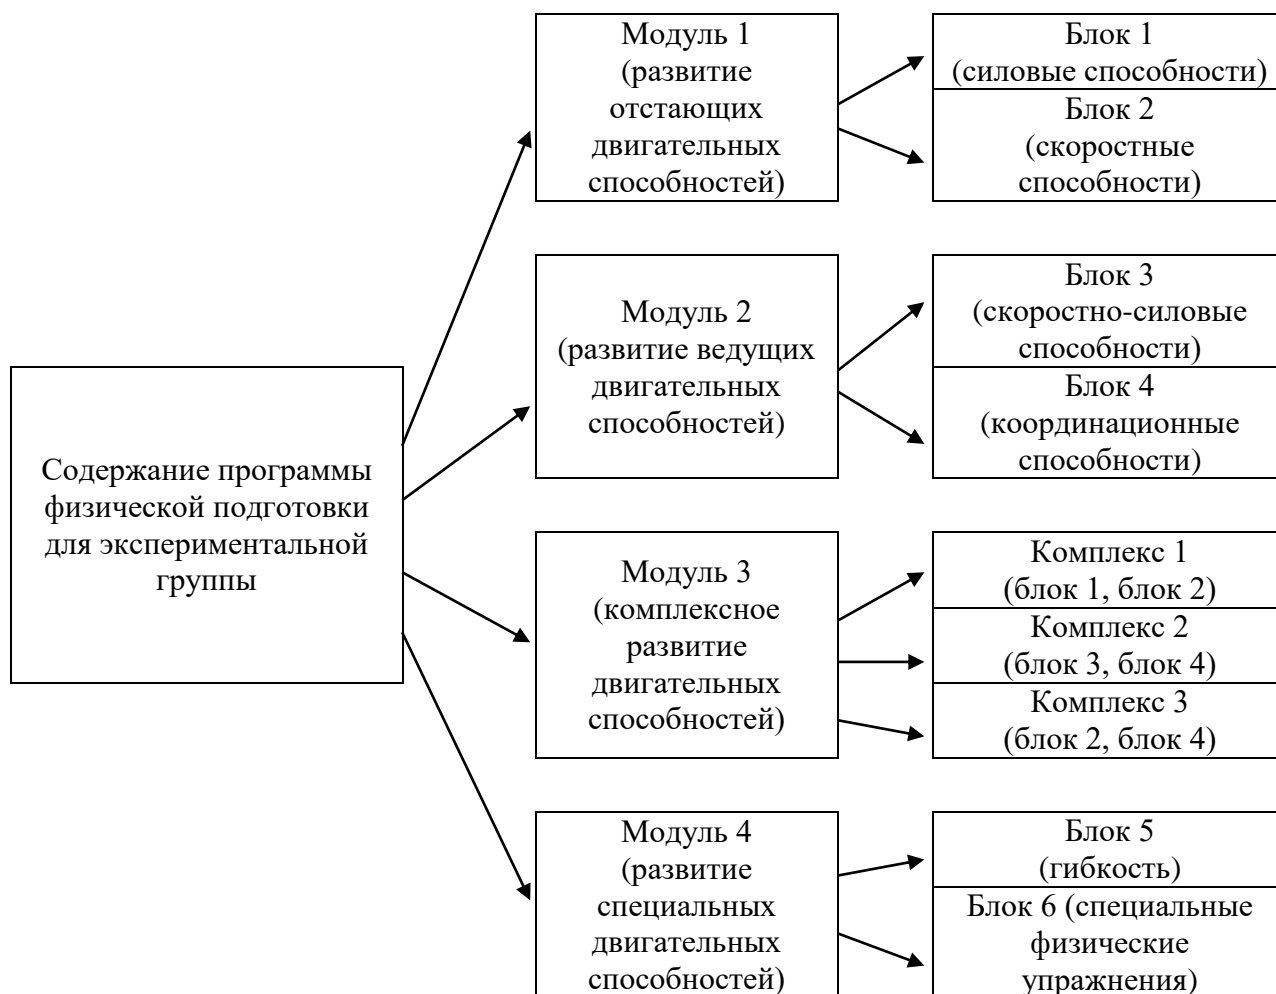 Содержание программы
физической подготовки
для экспериментальной
группы
Модуль 1
(развитие
отстающих
двигательных
способностей)
Блок 1
(силовые способности)
Блок 2
(скоростные
способности)
Модуль 2
(развитие ведущих
двигательных
способностей)
Блок 3
(скоростно-силовые
способности)
Блок 4
(координационные
способности)
Модуль 3
(комплексное
развитие
двигательных
способностей)
Комплекс 1
(блок 1, блок 2)
Комплекс 2
(блок 3, блок 4)
Комплекс 3
(блок 2, блок 4)
Модуль 4
(развитие
специальных
двигательных
способностей)
Блок 5
(гибкость)
Блок 6 (специальные
физические
упражнения)